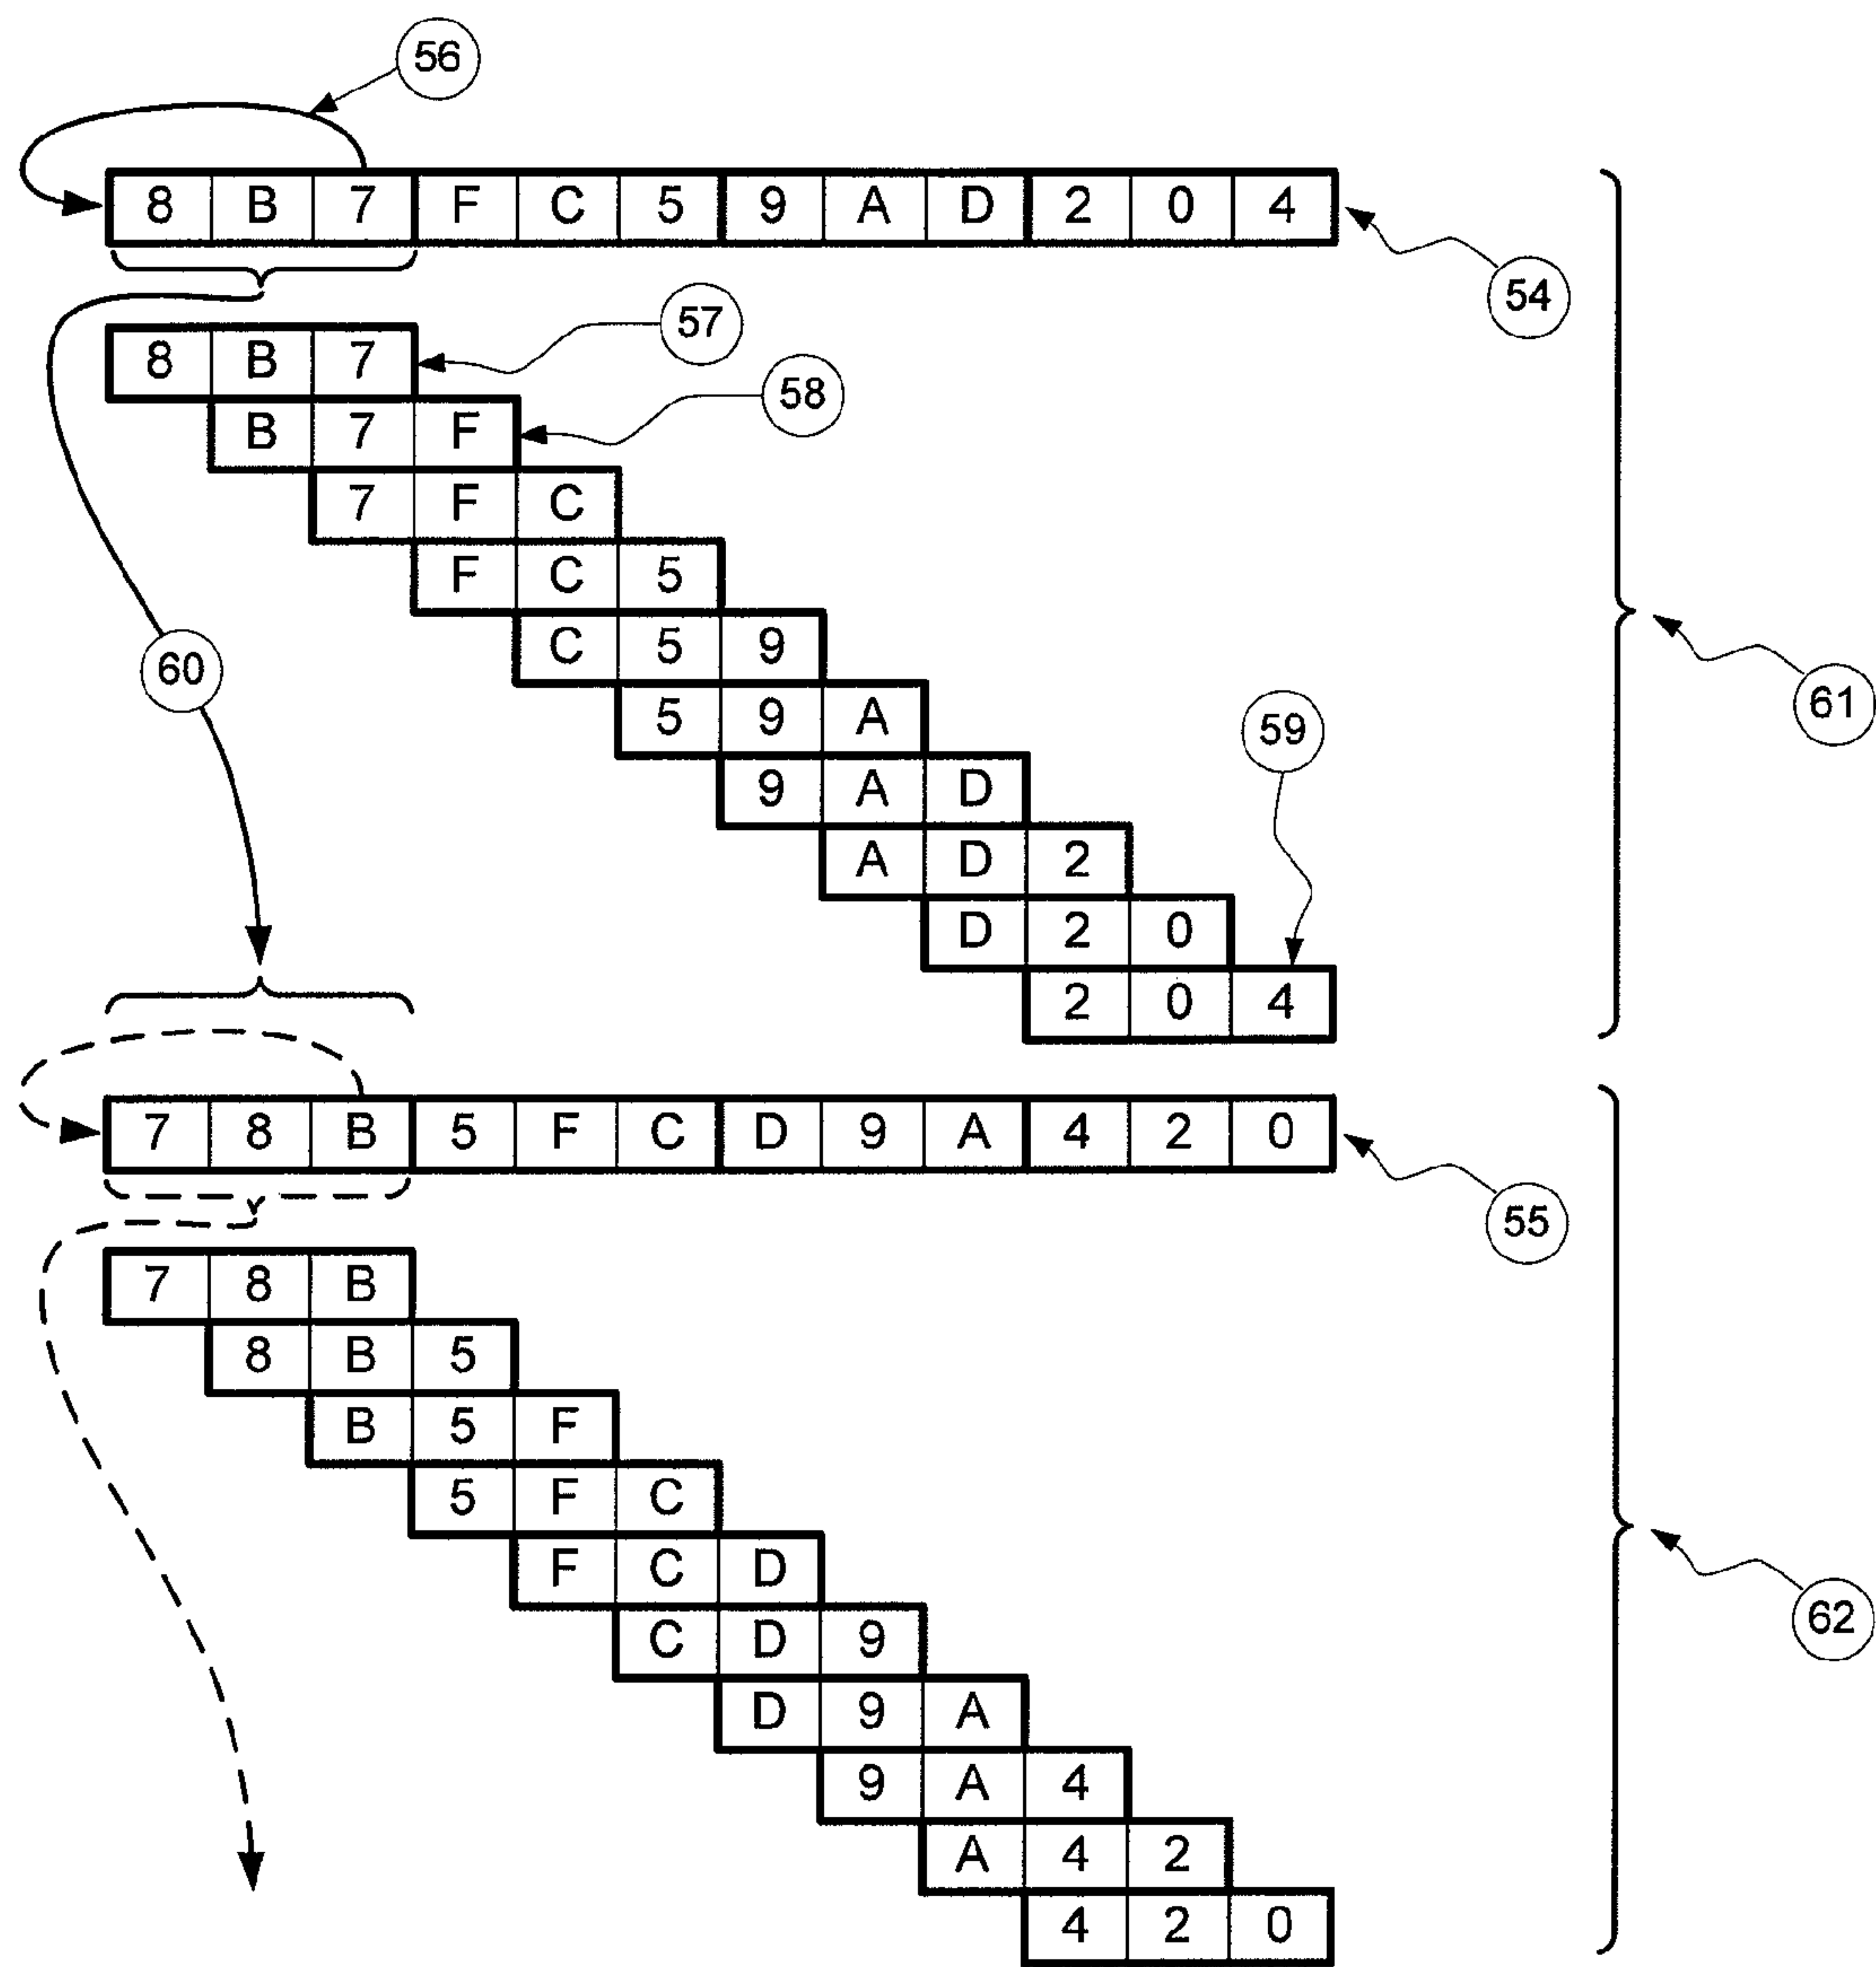 56
8 B 7 F C 5 9 A D 2 0 4
54
57
8 B 7
58
B 7 F
7 F C
F C 5
C 5 9
60
61
5 9 A
59
9 A D
A D 2
D 2 0
2 0 4
7 8 B 5 F C D 9 A 4 2 0
55
7 8 B
8 B 5
B 5 F
5 F C
F C D
62
C D 9
D 9 A
9 A 4
A 4 2
4 2 0